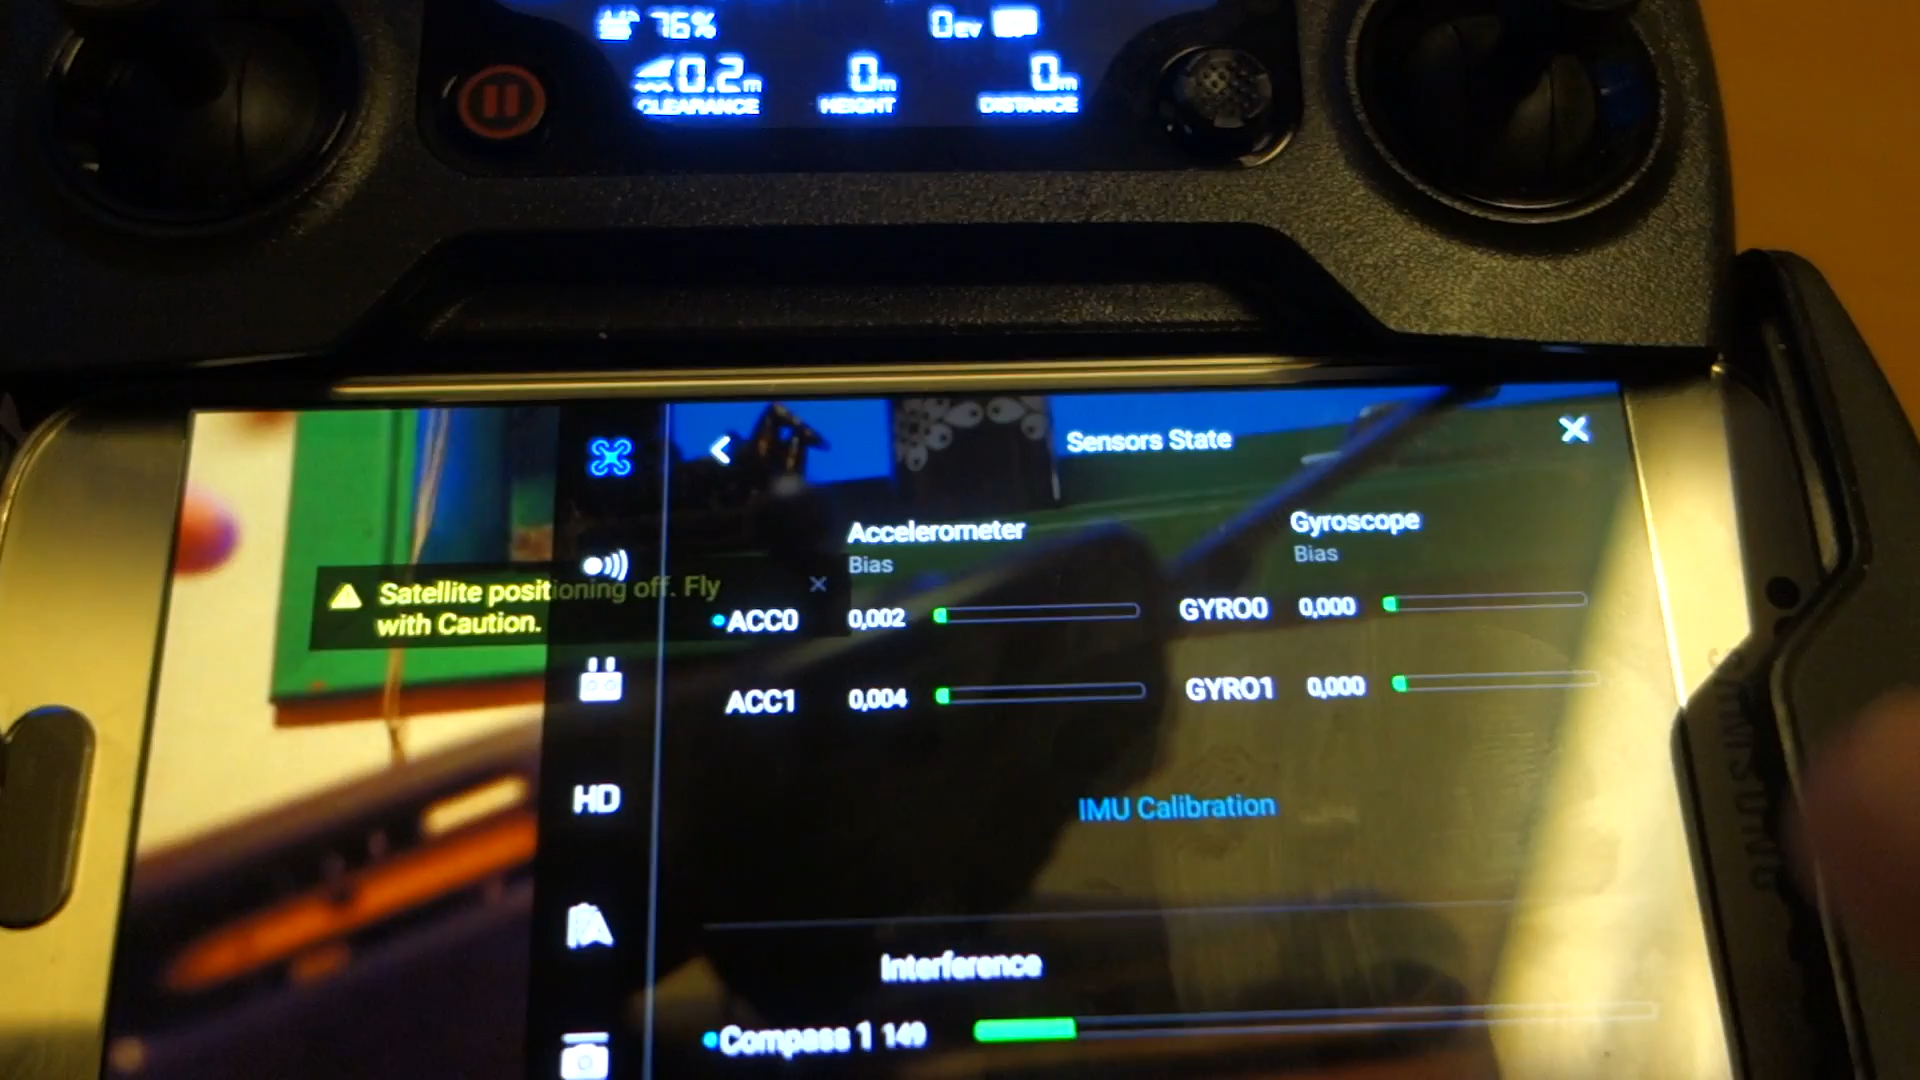 76% 0EV
0.2m 0m 0m
CLEARANCE HEIGHT DISTANCE
Sensors State
Accelerometer Gyroscope
Bias Bias
Satellite positioning off. Fly
with Caution.
ACC0 0,002 GYRO0 0,000
ACC1 0,004 GYRO1 0,000
HD
IMU Calibration
Interference
Compass 1 149
SAMSUNG